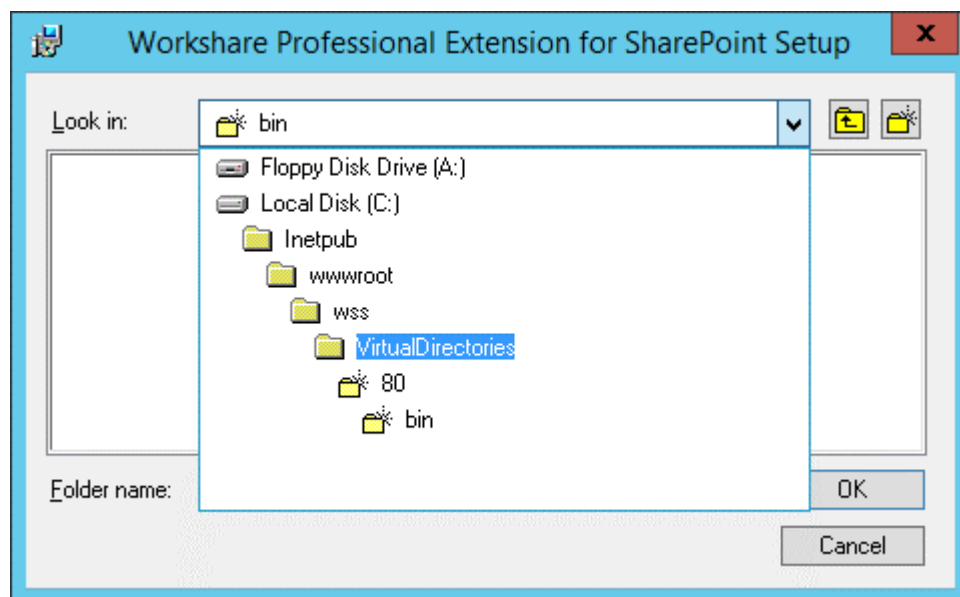 Workshare Professional Extension for SharePoint Setup
x
Look in:
bin
Floppy Disk Drive (A:)
Local Disk (C:)
Inetpub
wwwroot
wss
VirtualDirectories
80
bin
Folder name:
OK
Cancel